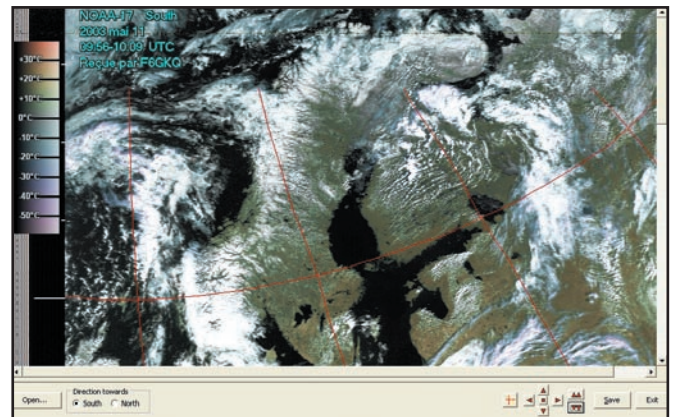 NOAA-17 South
2003 mai 11
09:56-10:09 UTC
Reçue par F6GKQ
+30°C
+20°C
+10°C
0°C
-10°C
-20°C
-30°C
-40°C
-50°C
Open...
Direction towards
South North
Save
Exit